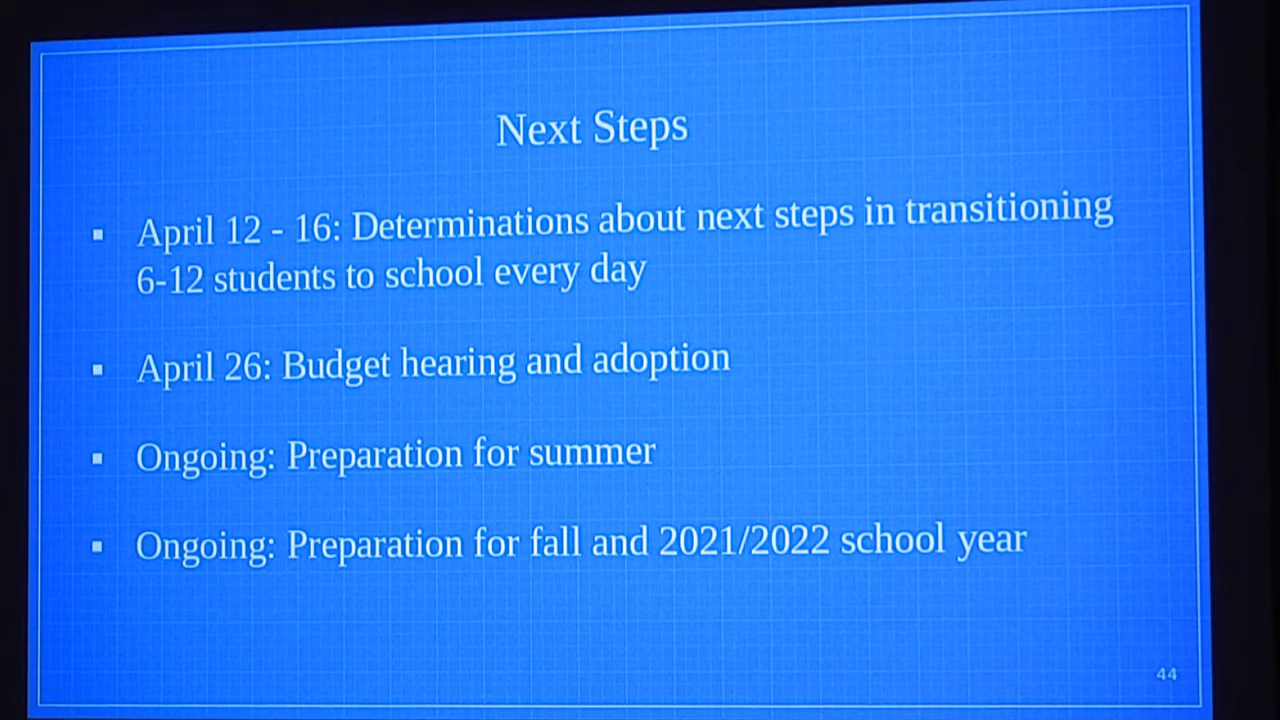 Next Steps
▪ April 12 - 16: Determinations about next steps in transitioning
6-12 students to school every day
▪ April 26: Budget hearing and adoption
▪ Ongoing: Preparation for summer
▪ Ongoing: Preparation for fall and 2021/2022 school year
44